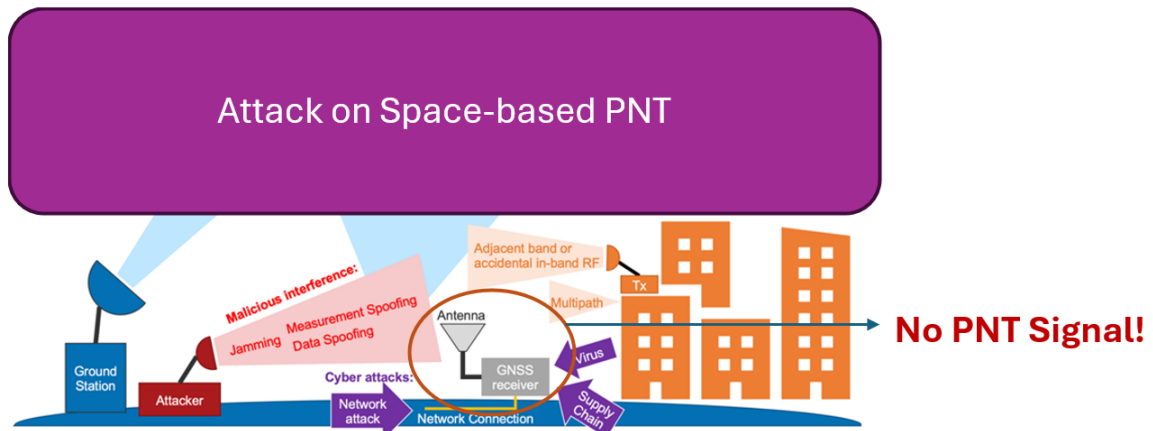 Attack on Space-based PNT
Adjacent band or
accidental in-band RF
Tx
Malicious interference:
Measurement Spoofing
Jamming
Data Spoofing
Multipath
Antenna
No PNT Signal!
Virus
Ground
Station
GNSS
receiver
Cyber attacks:
Attacker
Network
attack
Supply
Chain
Network Connection